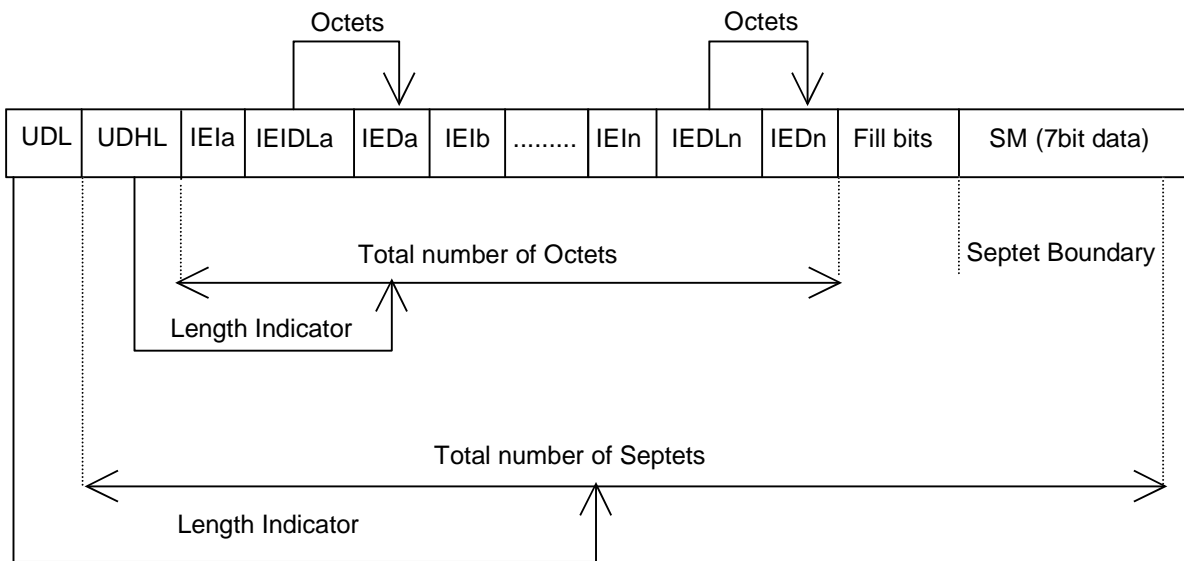 Octets Octets
UDL UDHL IEIa IEIDLa IEDa IEIb ......... IEIn IEDLn IEDn Fill bits SM (7bit data)
Total number of Octets Septet Boundary
Length Indicator
Total number of Septets
Length Indicator